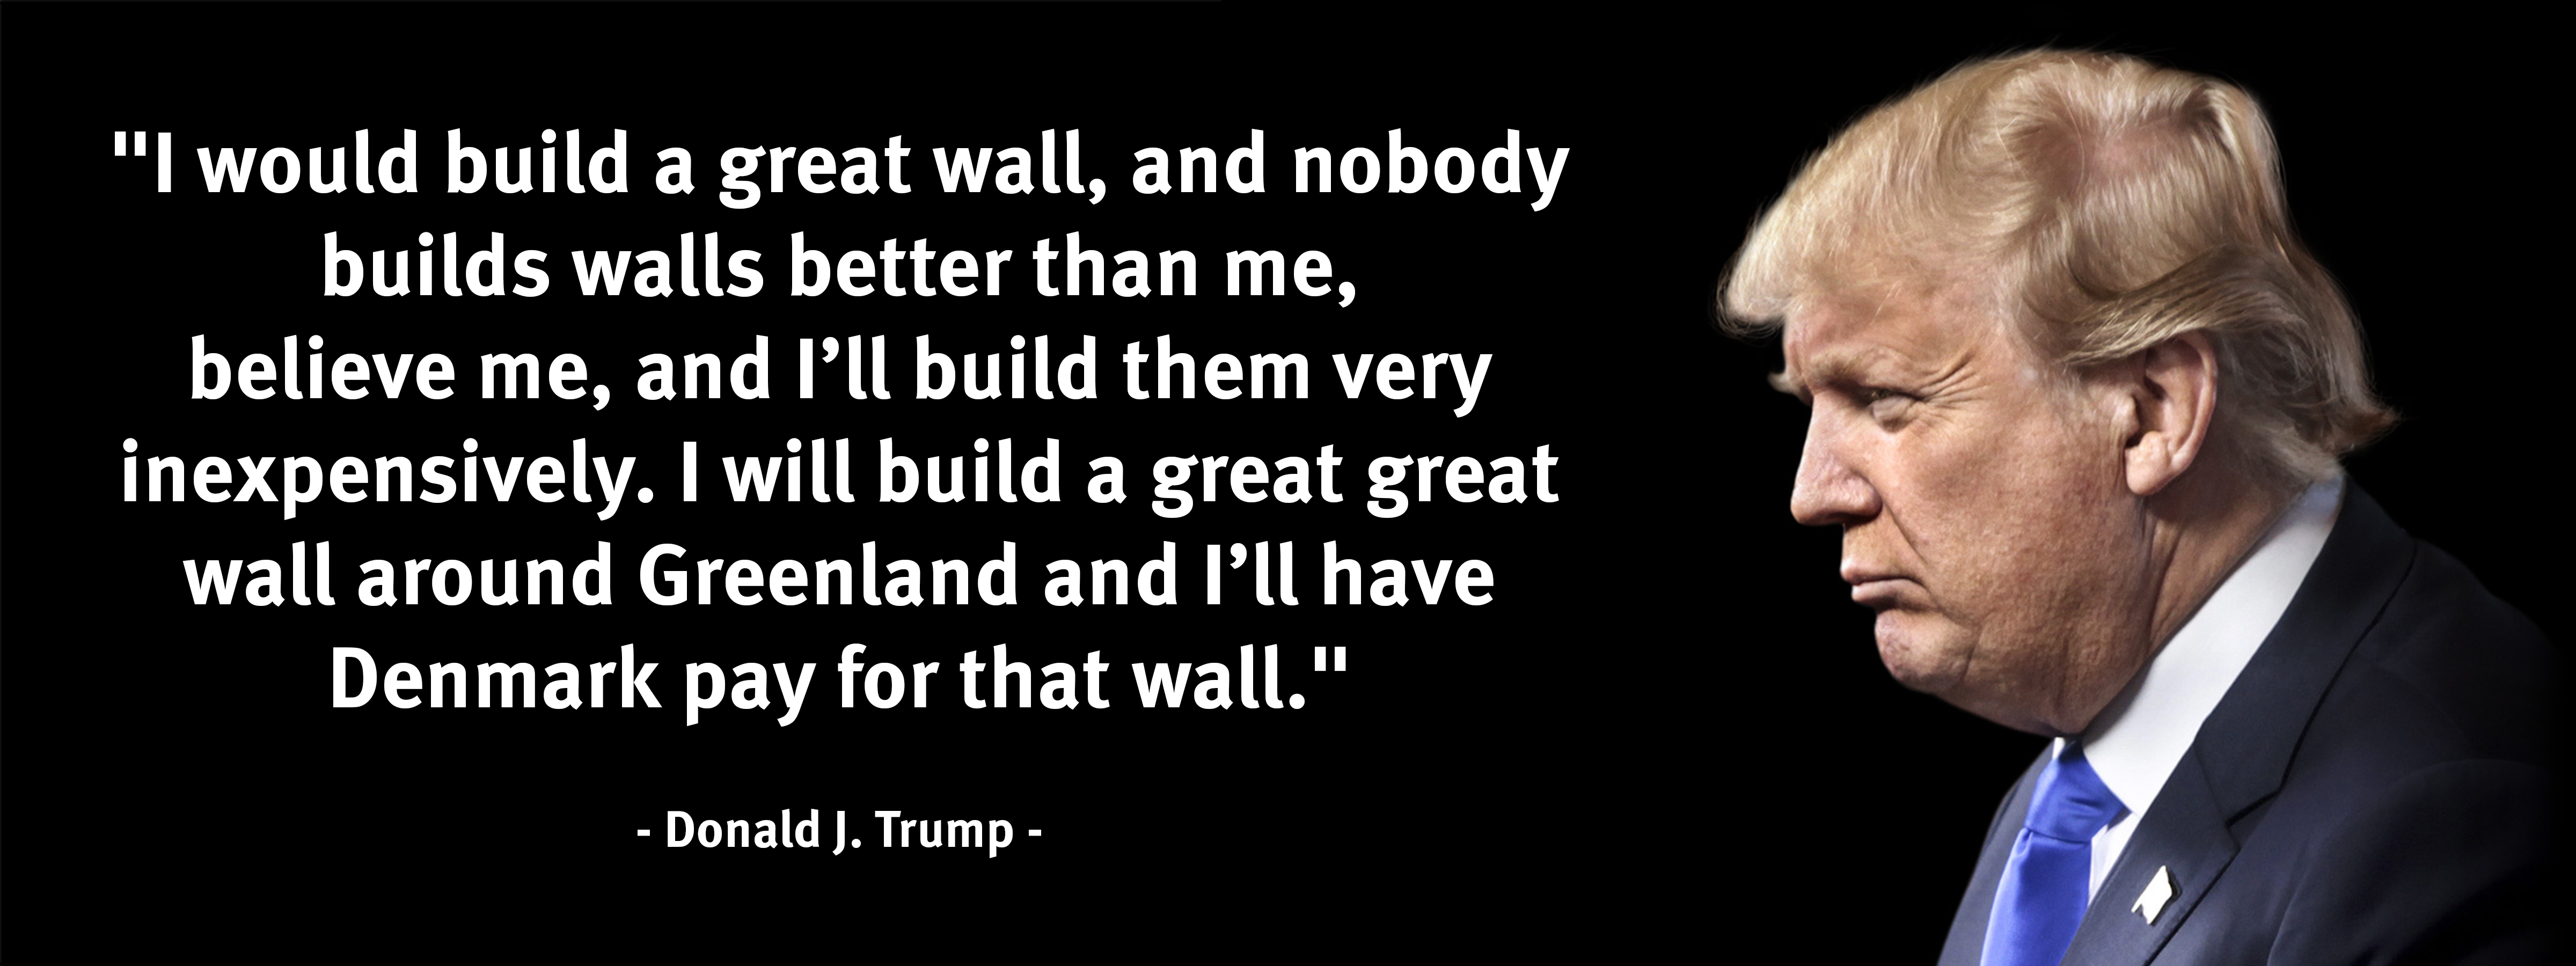 "I would build a great wall, and nobody
builds walls better than me,
believe me, and I’ll build them very
inexpensively. I will build a great great
wall around Greenland and I’ll have
Denmark pay for that wall."
- Donald J. Trump -